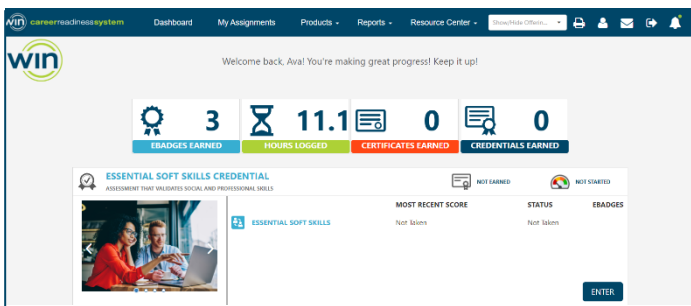 win careerreadinesssystem Dashboard My Assignments Products Reports Resource Center Show/Hide Offerin...
win
Welcome back, Ava! You're making great progress! Keep it up!
3 11.1 0 0
EBADGES EARNED HOURS LOGGED CERTIFICATES EARNED CREDENTIALS EARNED
ESSENTIAL SOFT SKILLS CREDENTIAL
ASSESSMENT THAT VALIDATES SOCIAL AND PROFESSIONAL SKILLS
NOT EARNED NOT STARTED
MOST RECENT SCORE STATUS EBADGES
ESSENTIAL SOFT SKILLS Not Taken Not Taken
ENTER